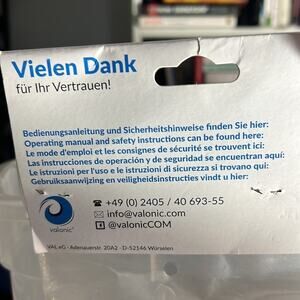 Vielen Dank
für Ihr Vertrauen!
Bedienungsanleitung und Sicherheitshinweise finden Sie hier:
Operating manual and safety instructions can be found here:
Le mode d'emploi et les consignes de sécurité se trouvent ici:
Las instrucciones de operación y de seguridad se encuentran aquí:
Le istruzioni per l'uso e le istruzioni di sicurezza si trovano qui:
Gebruiksaanwijzing en veiligheidsinstructies vindt u hier:
valonic®
+49 (0) 2405 / 40 693-55
info@valonic.com
@valonicCOM
VAL eG - Adenauerstr. 20A2 - D-52146 Würselen